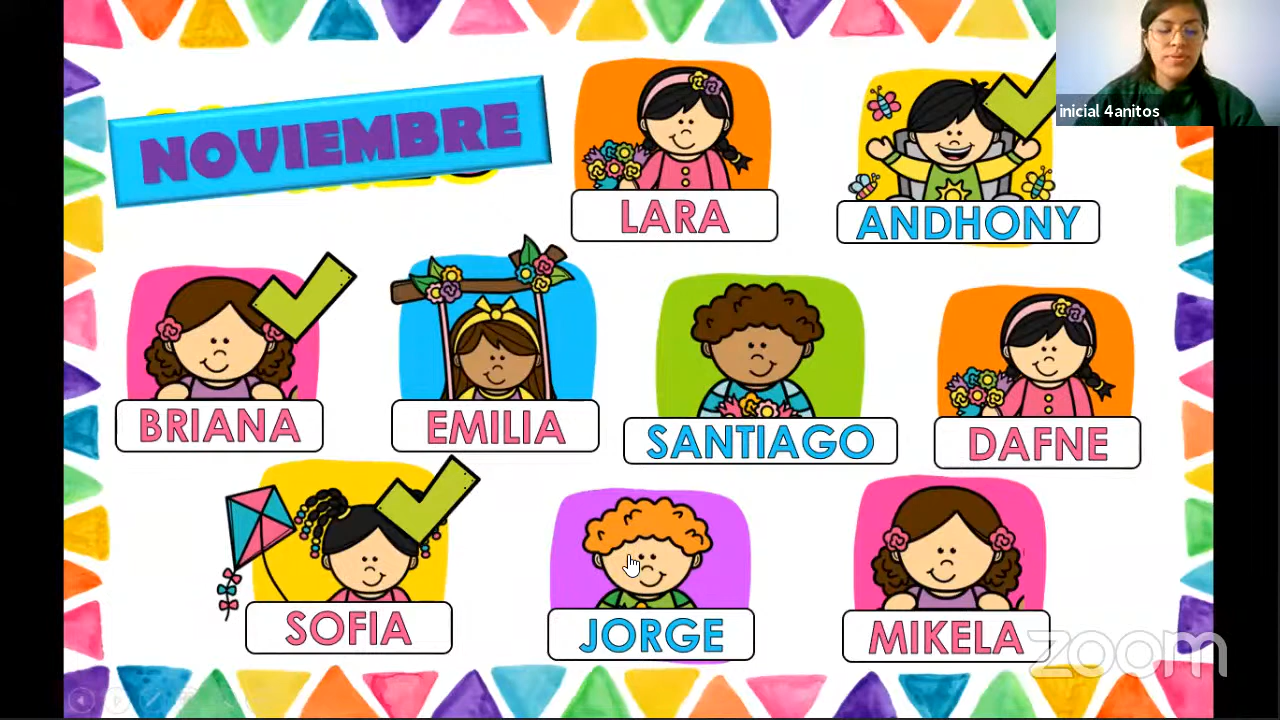 inicial 4anitos
NOVIEMBRE
LARA
ANDHONY
BRIANA
EMILIA
SANTIAGO
DAFNE
SOFIA
JORGE
MIKELA
zoom